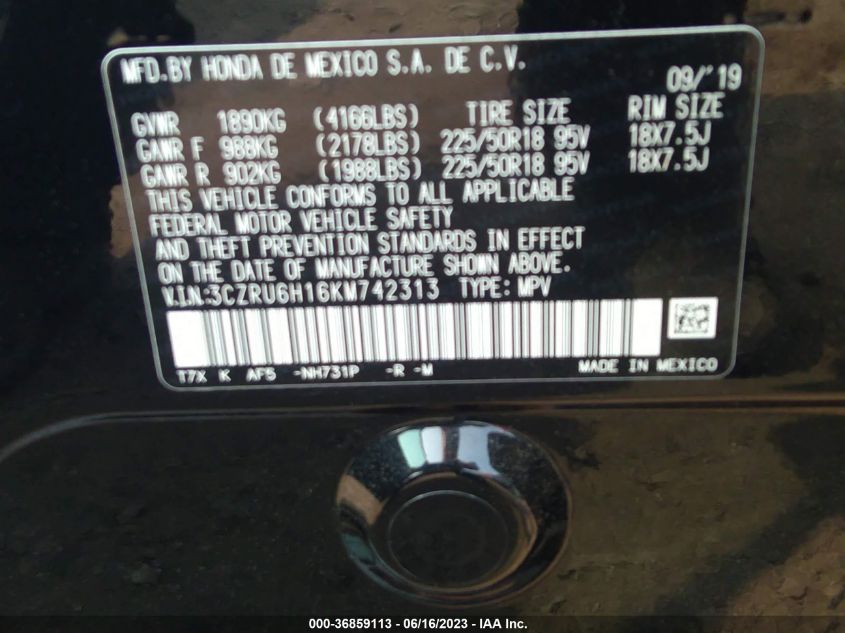 MFD.BY HONDA DE MEXICO S.A. DE C.V.
09/'19
GVWR 1890KG (4166LBS) TIRE SIZE RIM SIZE
GAWR F 988KG (2178LBS) 225/50R18 95V 18X7.5J
GAWR R 902KG (1988LBS) 225/50R18 95V 18X7.5J
THIS VEHICLE CONFORMS TO ALL APPLICABLE
FEDERAL MOTOR VEHICLE SAFETY
AND THEFT PREVENTION STANDARDS IN EFFECT
ON THE DATE OF MANUFACTURE SHOWN ABOVE.
V.I.N:3CZRU6H16KM742313 TYPE: MPV
T7X K AF5 -NH731P -R -M MADE IN MEXICO
000-36859113 - 06/16/2023 - IAA Inc.